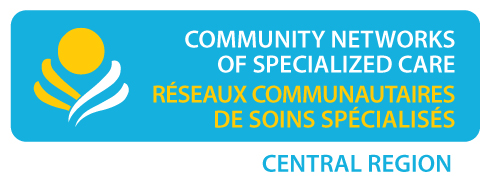 COMMUNITY NETWORKS
OF SPECIALIZED CARE
RÉSEAUX COMMUNAUTAIRES
DE SOINS SPÉCIALISÉS
CENTRAL REGION